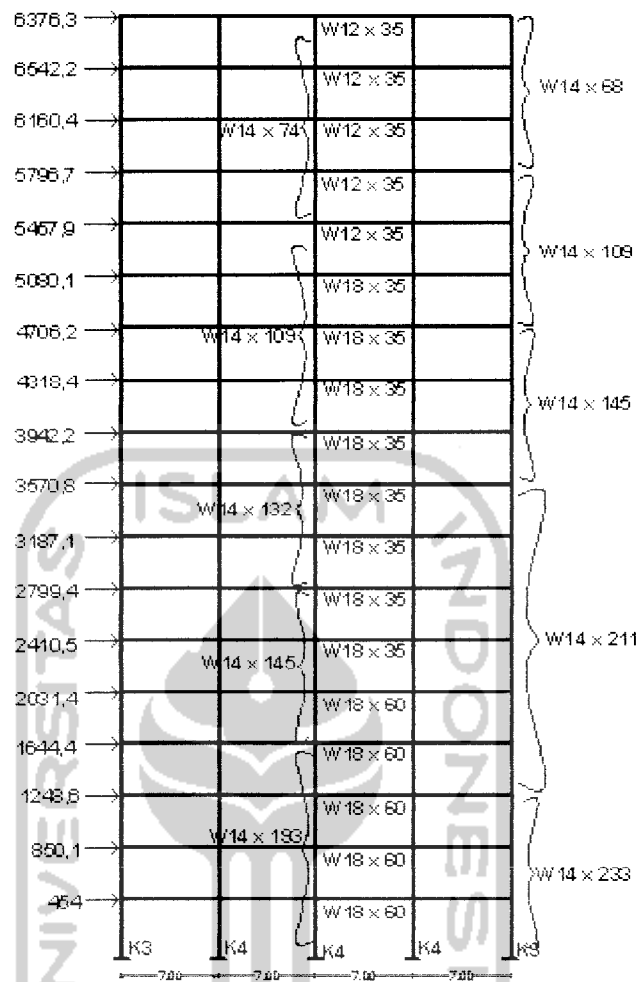 6376,3
W12 × 35
6542,2
W12 × 35
W14 × 68
6160,4
W14 × 74
W12 × 35
5796,7
W12 × 35
5467,9
W12 × 35
W14 × 109
5080,1
W18 × 35
4706,2
W14 × 109
W18 × 35
4318,4
W18 × 35
W14 × 145
3942,2
W18 × 35
3570,8
W18 × 35
W14 × 132
3187,1
W18 × 35
2799,4
W18 × 35
2410,5
W18 × 35
W14 × 211
W14 × 145
2031,4
W18 × 60
1644,4
W18 × 60
1248,6
W18 × 60
W14 × 193
850,1
W18 × 60
W14 × 233
454
W18 × 60
K3
K4
K4
K4
7.00
7.00
7.00
7.00
UNIVERSITAS
ISLAM
INDONESI